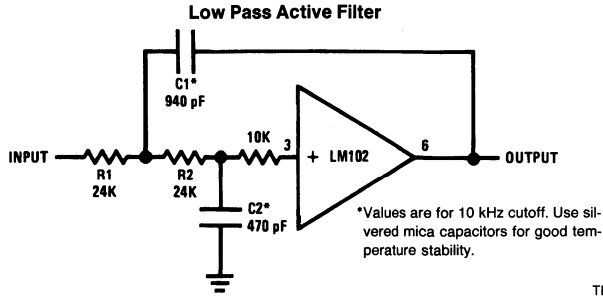 Low Pass Active Filter
C1*
940 pF
10K
3
6
INPUT
+ LM102
OUTPUT
R1
24K
R2
24K
C2*
470 pF
*Values are for 10 kHz cutoff. Use sil-
vered mica capacitors for good tem-
perature stability.
Tl